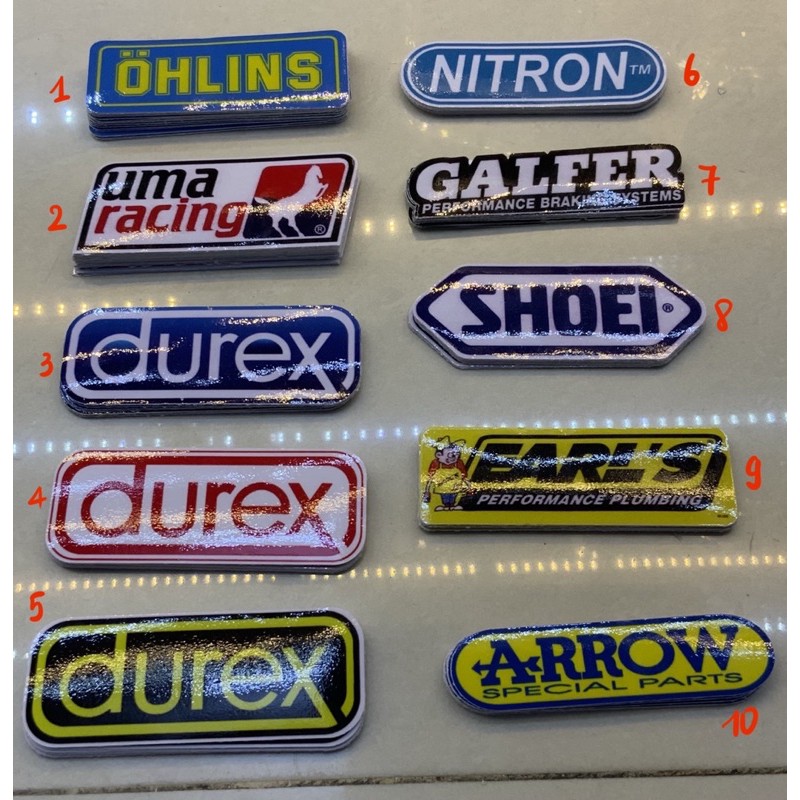 1
ÖHLINS
2
uma
racing
®
3
durex
4
durex
5
durex
6
NITRON™
7
GALFER
PERFORMANCE BRAKING SYSTEMS
8
SHOEI®
9
EARL'S
PERFORMANCE PLUMBING
10
ARROW
SPECIAL PARTS